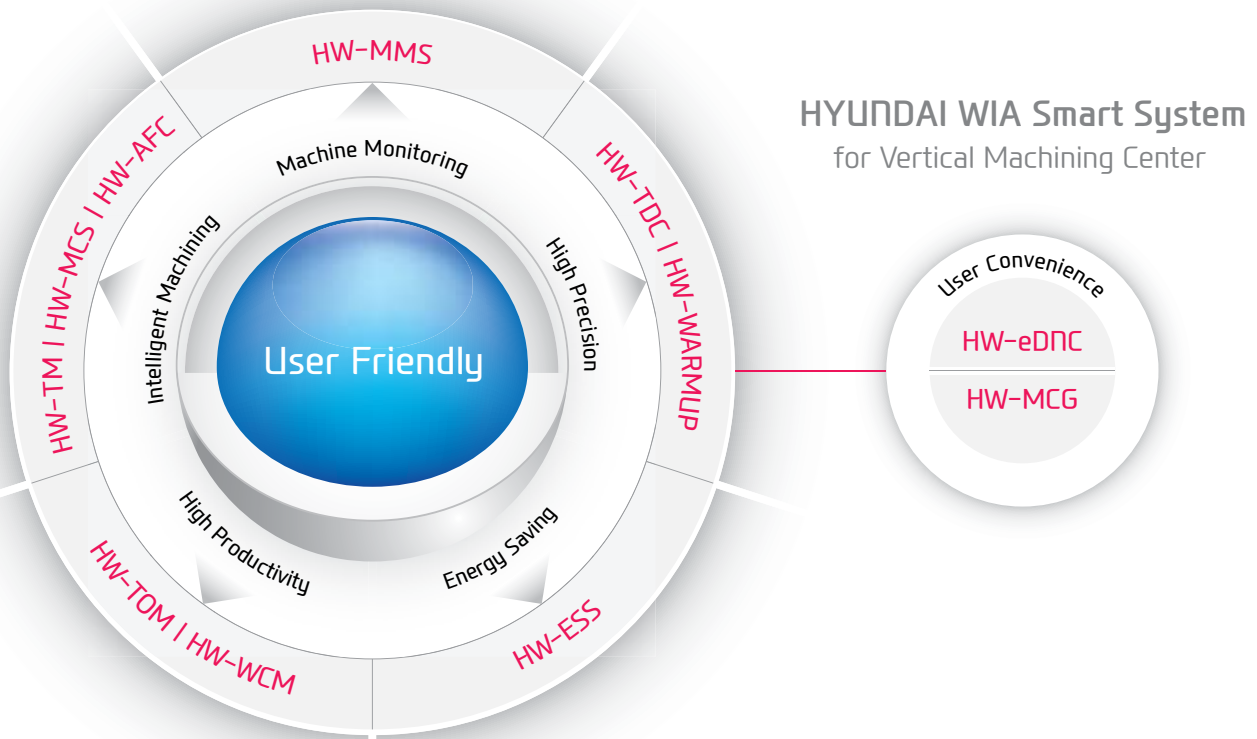 HW-MMS
HW-TM | HW-MCS | HW-AFC
HW-TDC | HW-WARMUP
HW-TOM | HW-WCM
HW-ESS
Machine Monitoring
Intelligent Machining
High Precision
High Productivity
Energy Saving
User Friendly
HYUNDAI WIA Smart System
for Vertical Machining Center
User Convenience
HW-eDNC
HW-MCG